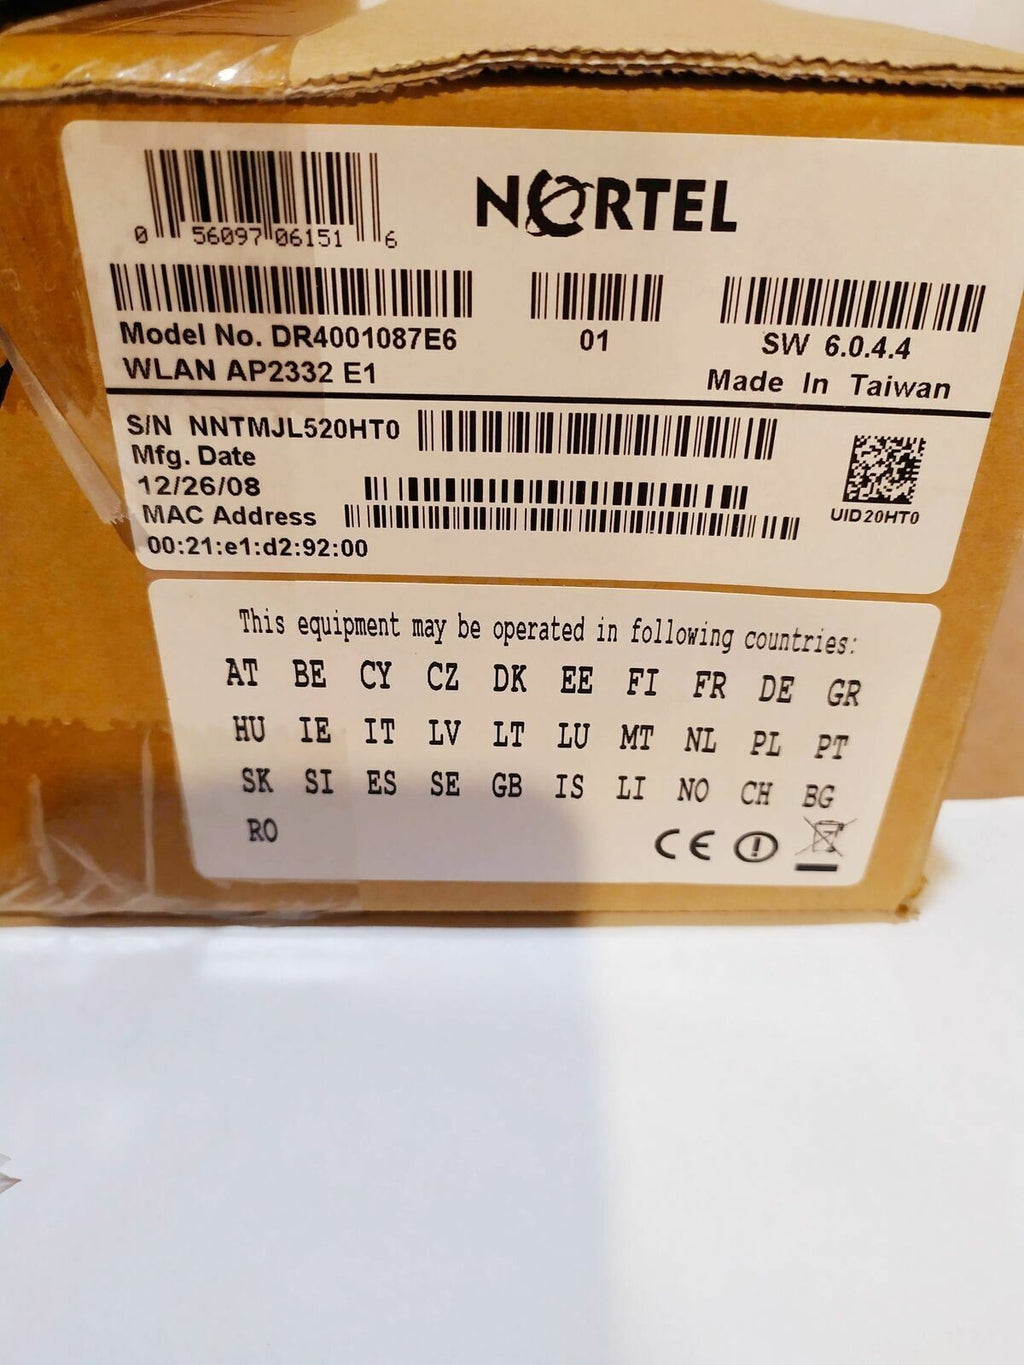 NORTEL
0 56097 06151 6
Model No. DR4001087E6
01
SW 6.0.4.4
WLAN AP2332 E1
Made In Taiwan
S/N NNTMJL520HT0
Mfg. Date
12/26/08
MAC Address
00:21:e1:d2:92:00
UID20HT0
This equipment may be operated in following countries:
AT BE CY CZ DK EE FI FR DE GR
HU IE IT LV LT LU MT NL PL PT
SK SI ES SE GB IS LI NO CH BG
RO
CE